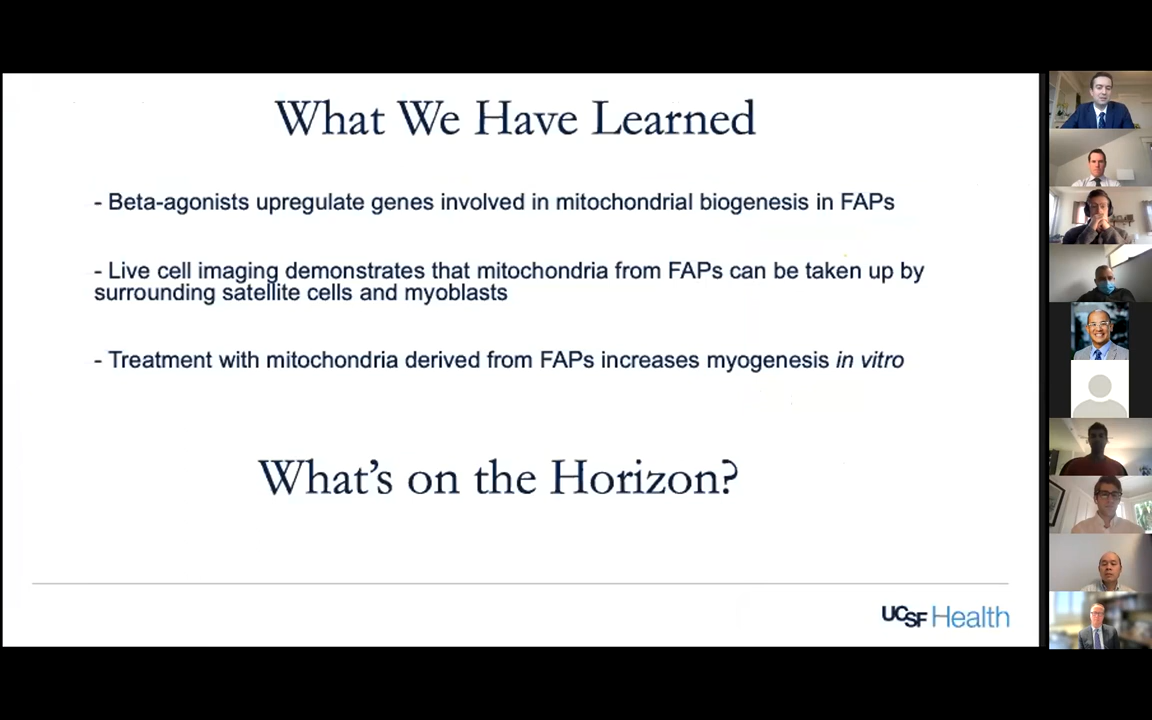 What We Have Learned
- Beta-agonists upregulate genes involved in mitochondrial biogenesis in FAPs
- Live cell imaging demonstrates that mitochondria from FAPs can be taken up by
surrounding satellite cells and myoblasts
- Treatment with mitochondria derived from FAPs increases myogenesis in vitro
What’s on the Horizon?
UCSF Health